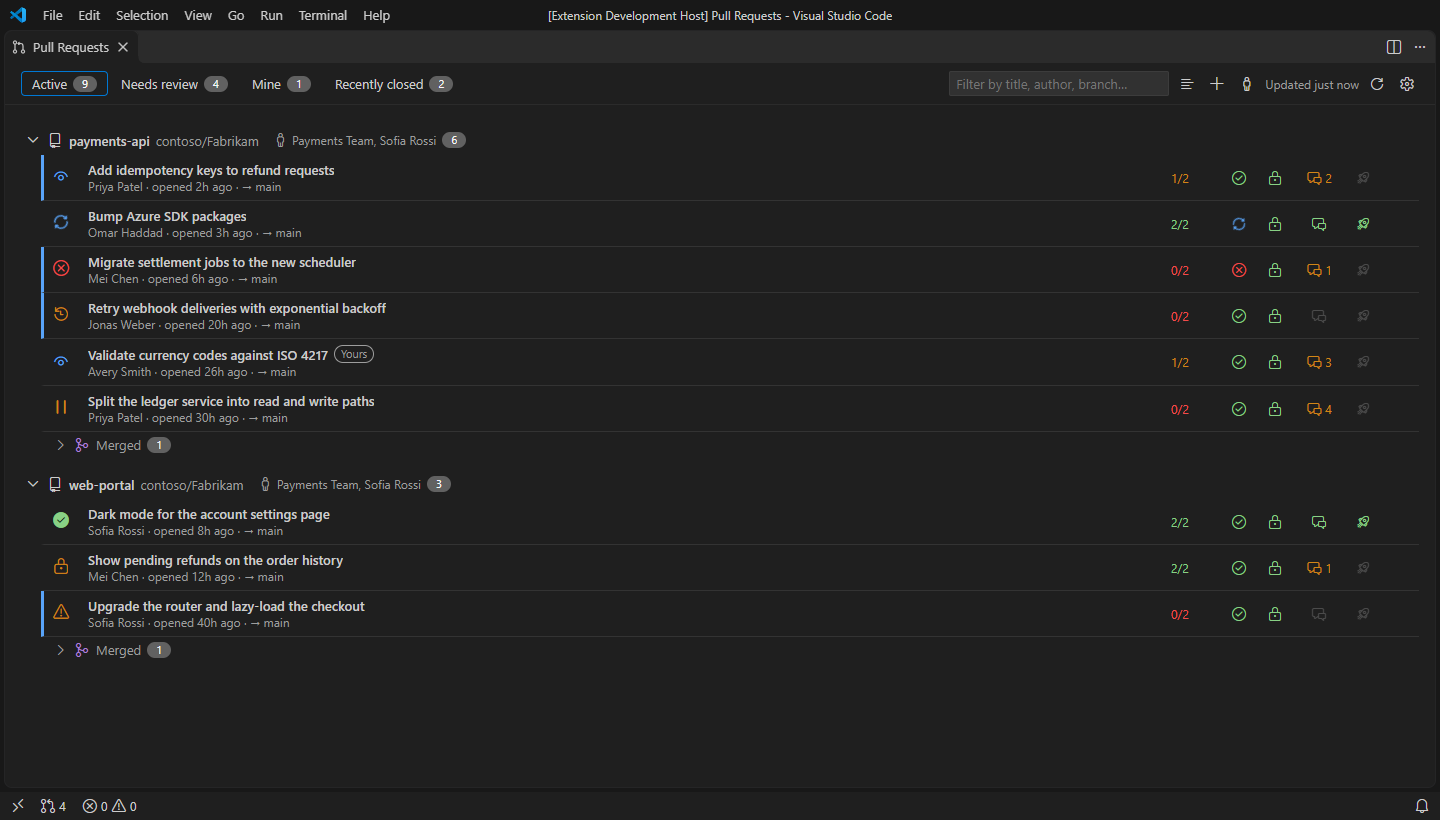 File Edit Selection View Go Run Terminal Help [Extension Development Host] Pull Requests - Visual Studio Code
Pull Requests
Active 9 Needs review 4 Mine 1 Recently closed 2 Filter by title, author, branch... Updated just now
payments-api contoso/Fabrikam Payments Team, Sofia Rossi 6
Add idempotency keys to refund requests
Priya Patel · opened 2h ago · → main 1/2 2
Bump Azure SDK packages
Omar Haddad · opened 3h ago · → main 2/2
Migrate settlement jobs to the new scheduler
Mei Chen · opened 6h ago · → main 0/2 1
Retry webhook deliveries with exponential backoff
Jonas Weber · opened 20h ago · → main 0/2
Validate currency codes against ISO 4217 Yours
Avery Smith · opened 26h ago · → main 1/2 3
Split the ledger service into read and write paths
Priya Patel · opened 30h ago · → main 0/2 4
Merged 1
web-portal contoso/Fabrikam Payments Team, Sofia Rossi 3
Dark mode for the account settings page
Sofia Rossi · opened 8h ago · → main 2/2
Show pending refunds on the order history
Mei Chen · opened 12h ago · → main 2/2 1
Upgrade the router and lazy-load the checkout
Sofia Rossi · opened 40h ago · → main 0/2
Merged 1
4 0 0